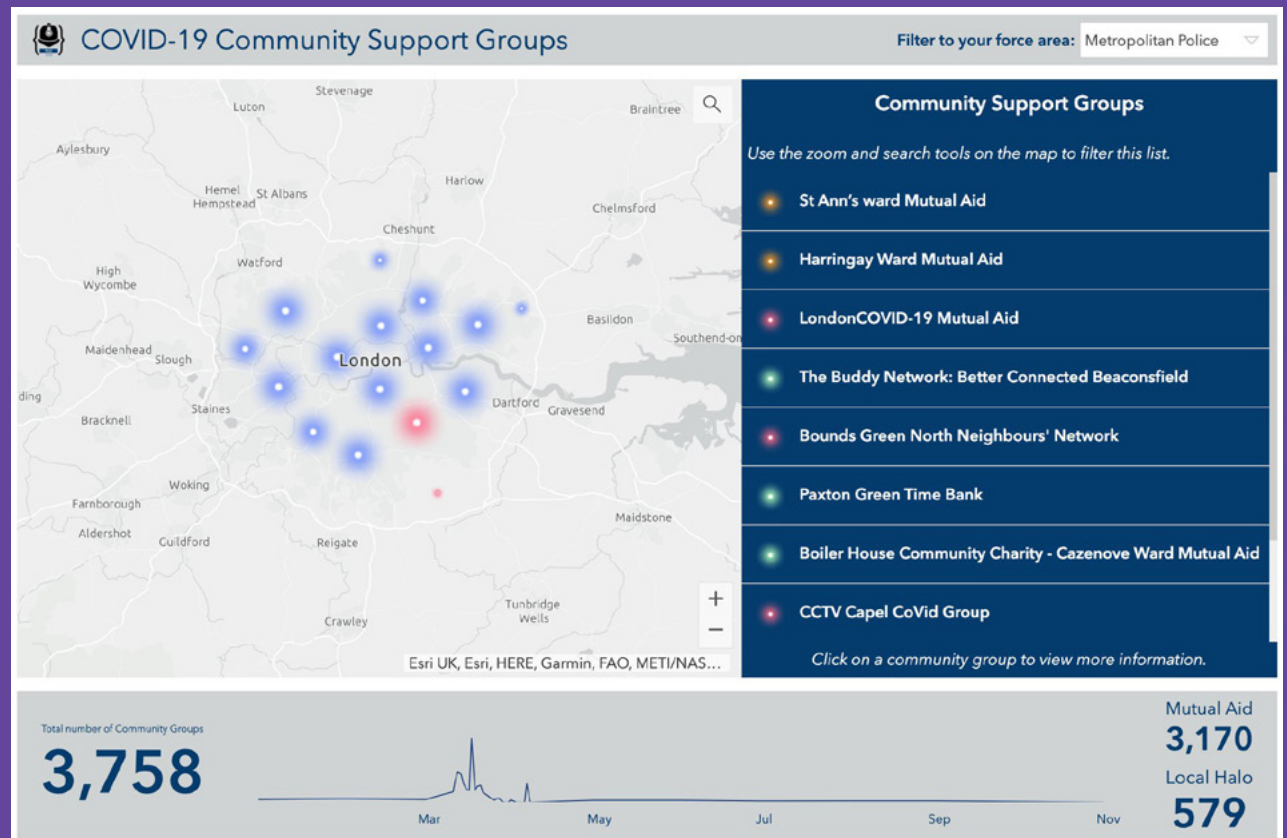 COVID-19 Community Support Groups
Filter to your force area: Metropolitan Police
Stevenage
Luton
Braintree
Aylesbury
Harlow
Hemel
Hempstead
St Albans
Chelmsford
Cheshunt
Watford
High
Wycombe
Basildon
Southend-on
Maidenhead
Slough
London
ding
Staines
Dartford
Gravesend
Bracknell
Woking
Farnborough
Maidstone
Aldershot
Guildford
Reigate
Tunbridge
Wells
Crawley
+
−
Esri UK, Esri, HERE, Garmin, FAO, METI/NAS...
Community Support Groups
Use the zoom and search tools on the map to filter this list.
St Ann's ward Mutual Aid
Harringay Ward Mutual Aid
LondonCOVID-19 Mutual Aid
The Buddy Network: Better Connected Beaconsfield
Bounds Green North Neighbours' Network
Paxton Green Time Bank
Boiler House Community Charity - Cazenove Ward Mutual Aid
CCTV Capel CoVid Group
Click on a community group to view more information.
Total number of Community Groups
3,758
Mar
May
Jul
Sep
Nov
Mutual Aid
3,170
Local Halo
579